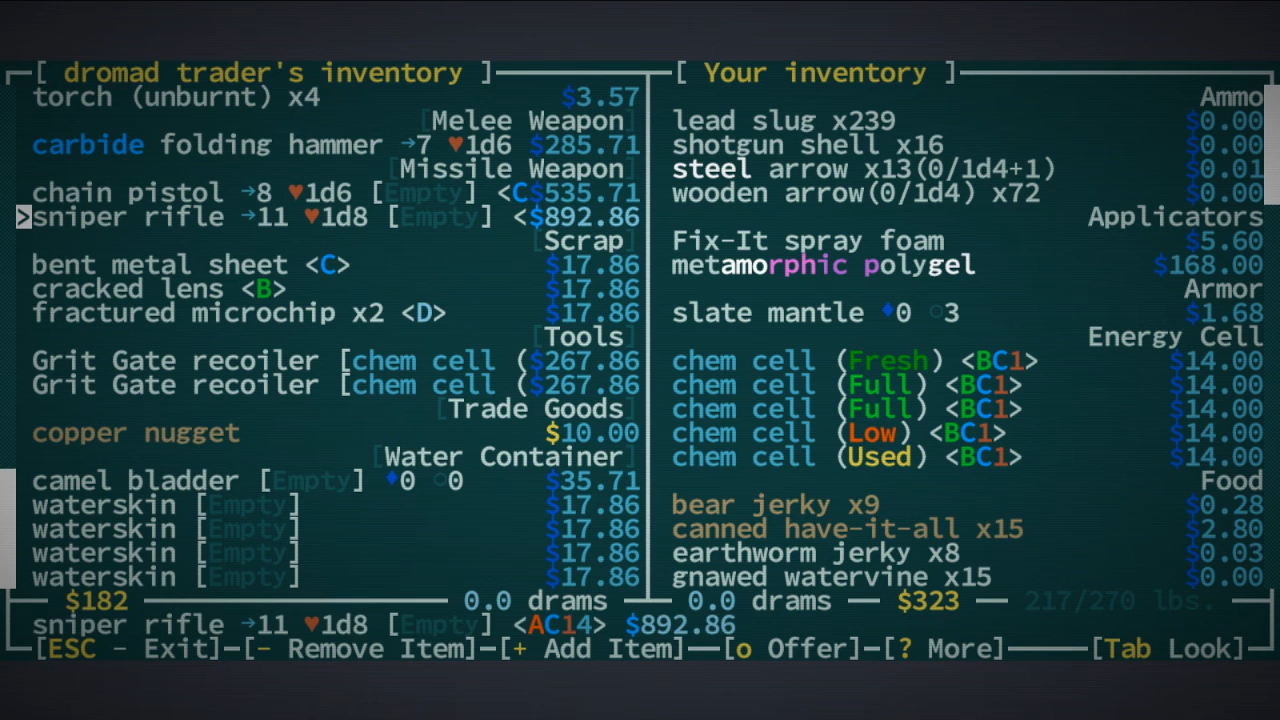 [ dromad trader's inventory ] [ Your inventory ]
torch (unburnt) x4 $3.57 Ammo
[Melee Weapon] lead slug x239 $0.00
carbide folding hammer →7 ♥1d6 $285.71 shotgun shell x16 $0.00
[Missile Weapon] steel arrow x13(0/1d4+1) $0.01
chain pistol →8 ♥1d6 [Empty] <C$535.71 wooden arrow(0/1d4) x72 $0.00
>sniper rifle →11 ♥1d8 [Empty] <$892.86 Applicators
[Scrap] Fix-It spray foam $5.60
bent metal sheet <C> $17.86 metamorphic polygel $168.00
cracked lens <B> $17.86 Armor
fractured microchip x2 <D> $17.86 slate mantle ♦0 ○3 $1.68
[Tools] Energy Cell
Grit Gate recoiler [chem cell ($267.86 chem cell (Fresh) <BC1> $14.00
Grit Gate recoiler [chem cell ($267.86 chem cell (Full) <BC1> $14.00
[Trade Goods] chem cell (Full) <BC1> $14.00
copper nugget $10.00 chem cell (Low) <BC1> $14.00
[Water Container] chem cell (Used) <BC1> $14.00
camel bladder [Empty] ♦0 ○0 $35.71 Food
waterskin [Empty] $17.86 bear jerky x9 $0.28
waterskin [Empty] $17.86 canned have-it-all x15 $2.80
waterskin [Empty] $17.86 earthworm jerky x8 $0.03
waterskin [Empty] $17.86 gnawed watervine x15 $0.00
$182 0.0 drams 0.0 drams — $323 217/270 lbs.
sniper rifle →11 ♥1d8 [Empty] <AC14> $892.86
[ESC - Exit] [- Remove Item] [+ Add Item] [o Offer] [? More] [Tab Look]